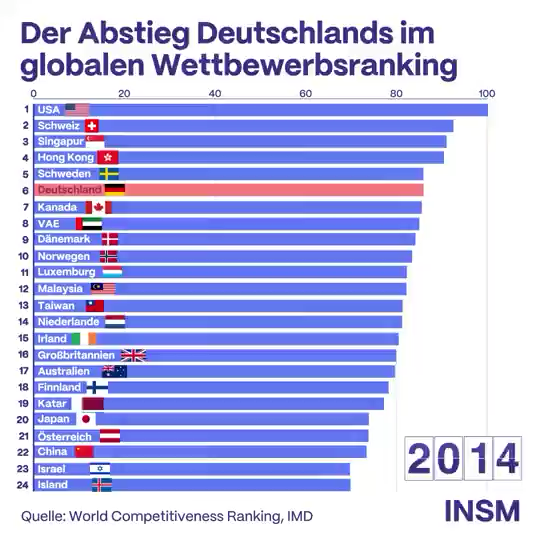 Der Abstieg Deutschlands im
globalen Wettbewerbsranking
0 20 40 60 80 100
1 USA
2 Schweiz
3 Singapur
4 Hong Kong
5 Schweden
6 Deutschland
7 Kanada
8 VAE
9 Dänemark
10 Norwegen
11 Luxemburg
12 Malaysia
13 Taiwan
14 Niederlande
15 Irland
16 Großbritannien
17 Australien
18 Finnland
19 Katar
20 Japan
21 Österreich
22 China
23 Israel
24 Island
2014
INSM
Quelle: World Competitiveness Ranking, IMD